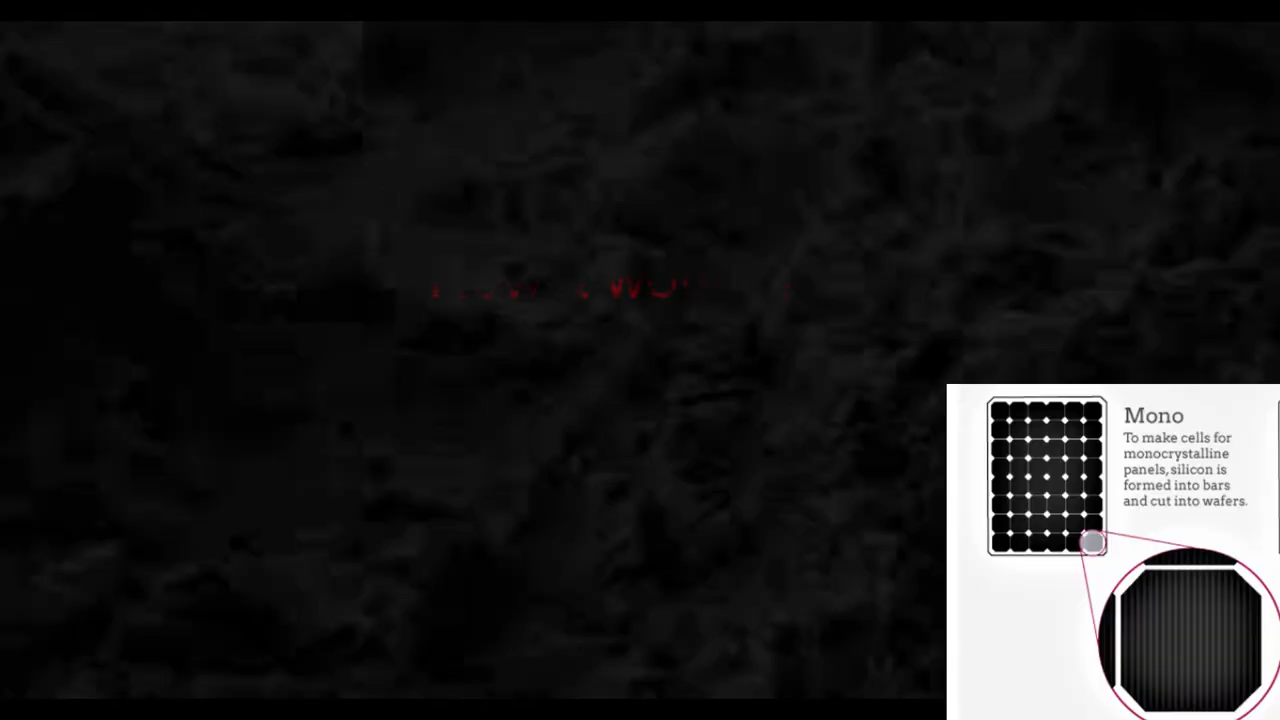 Mono
To make cells for
monocrystalline
panels, silicon is
formed into bars
and cut into wafers.